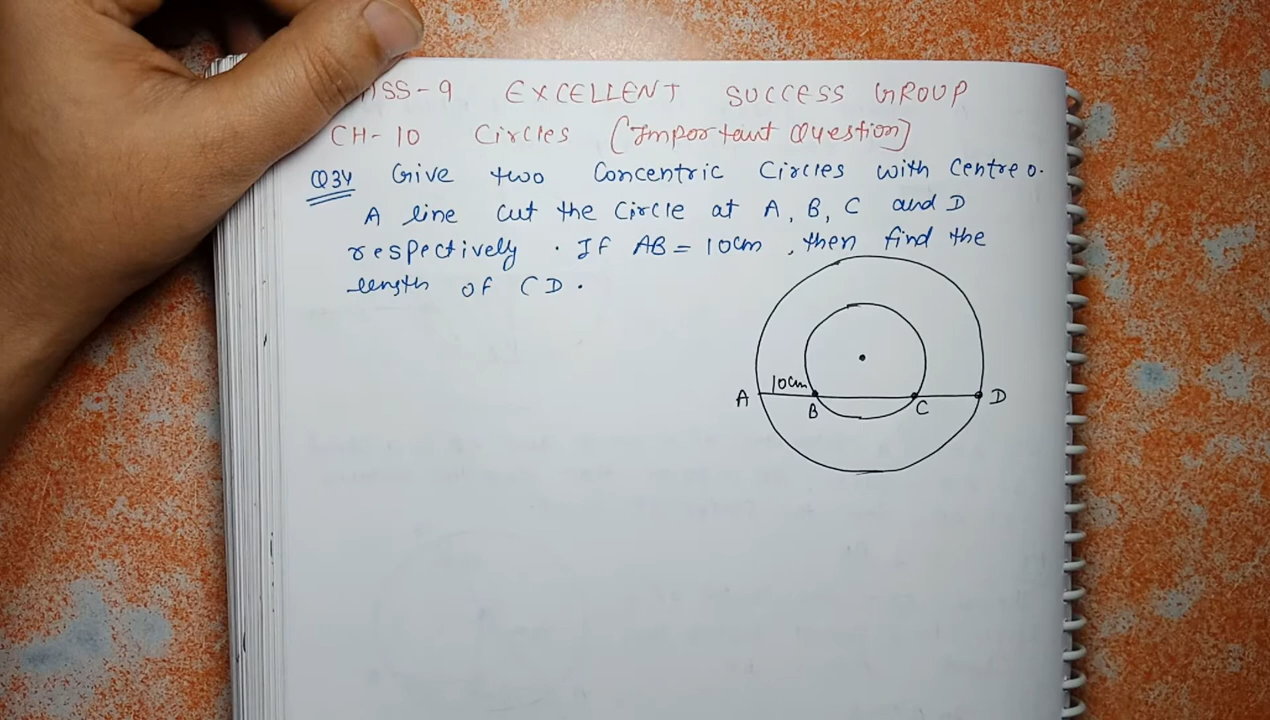 SS-9 EXCELLENT SUCCESS GROUP
CH-10 Circles (Important Question)
Q34 Give two Concentric Circles with Centre O.
A line cut the Circle at A, B, C and D
respectively. If AB = 10cm, then find the
length of CD.
10cm
A B C D